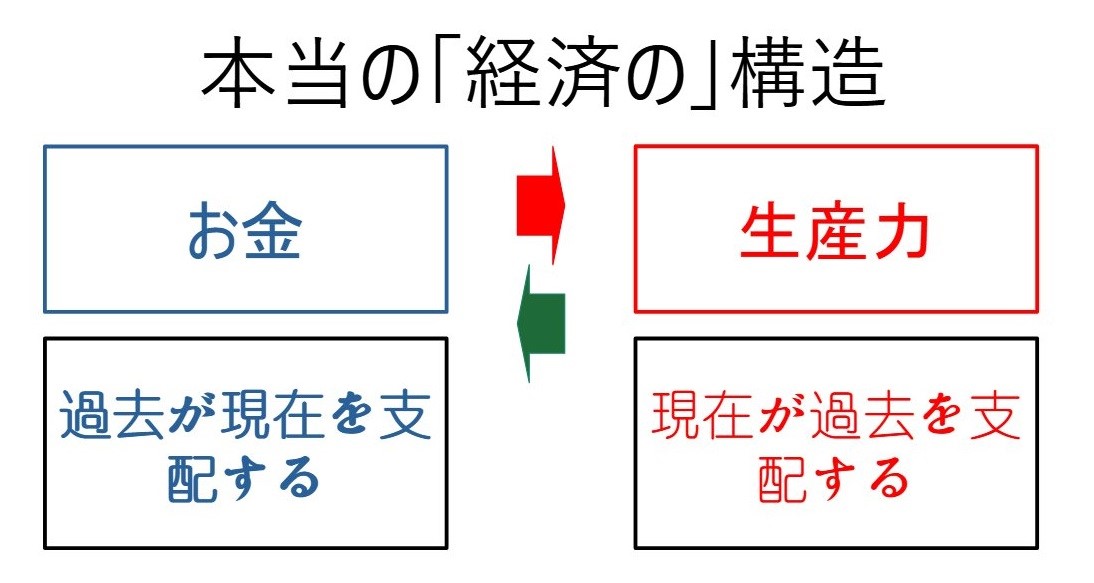 本当の「経済の」構造
お金
生産力
過去が現在を支
配する
現在が過去を支
配する